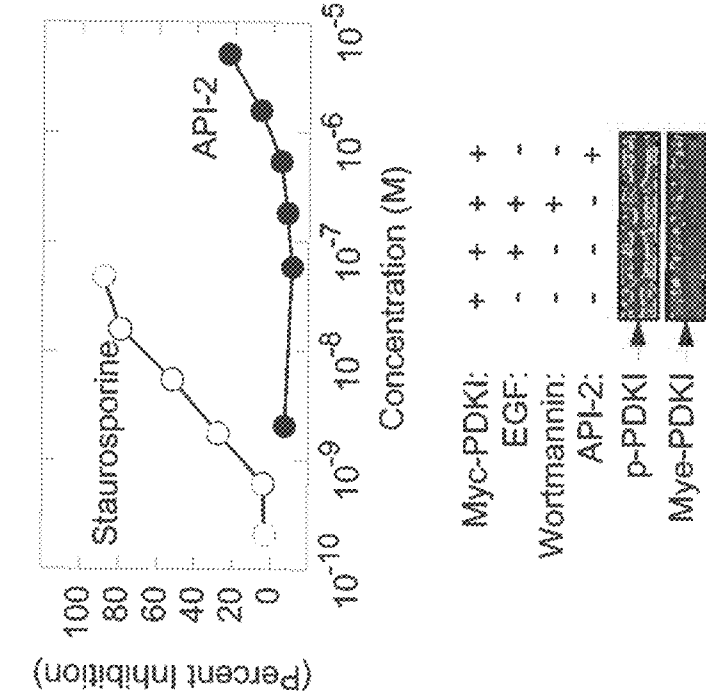 (Percent Inhibition)
100
80
60
40
20
0
Staurosporine
API-2
10-10
10-9
10-8
10-7
10-6
10-5
Concentration (M)
Myc-PDKI: + + + +
EGF: - + + -
Wortmannin: - - + -
API-2: - - - +
p-PDKI
Mye-PDKI